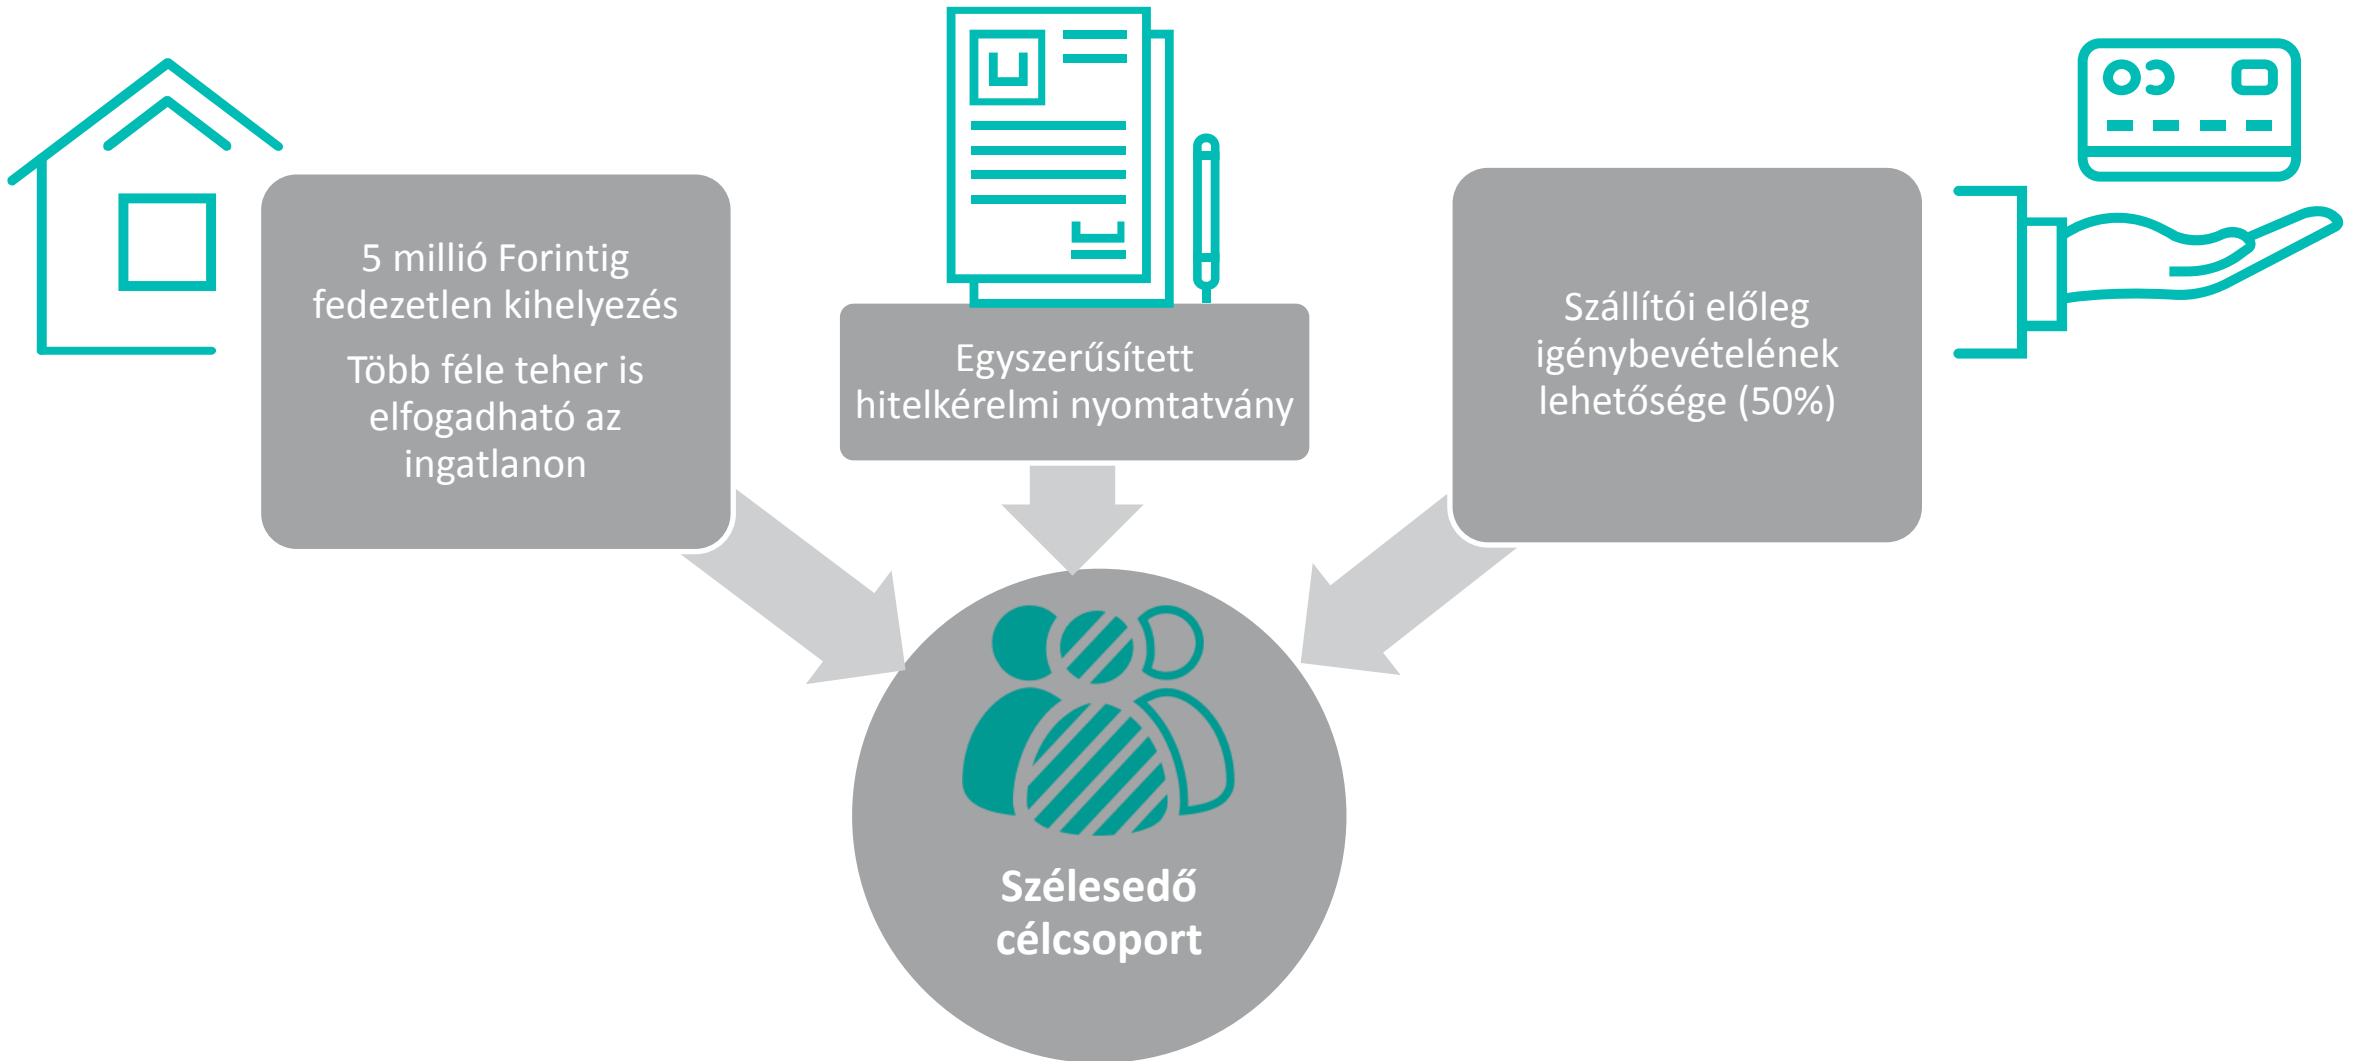 5 millió Forintig
fedezetlen kihelyezés
Több féle teher is
elfogadható az
ingatlanon
Egyszerűsített
hitelkérelmi nyomtatvány
Szállítói előleg
igénybevételének
lehetősége (50%)
Szélesedő
célcsoport